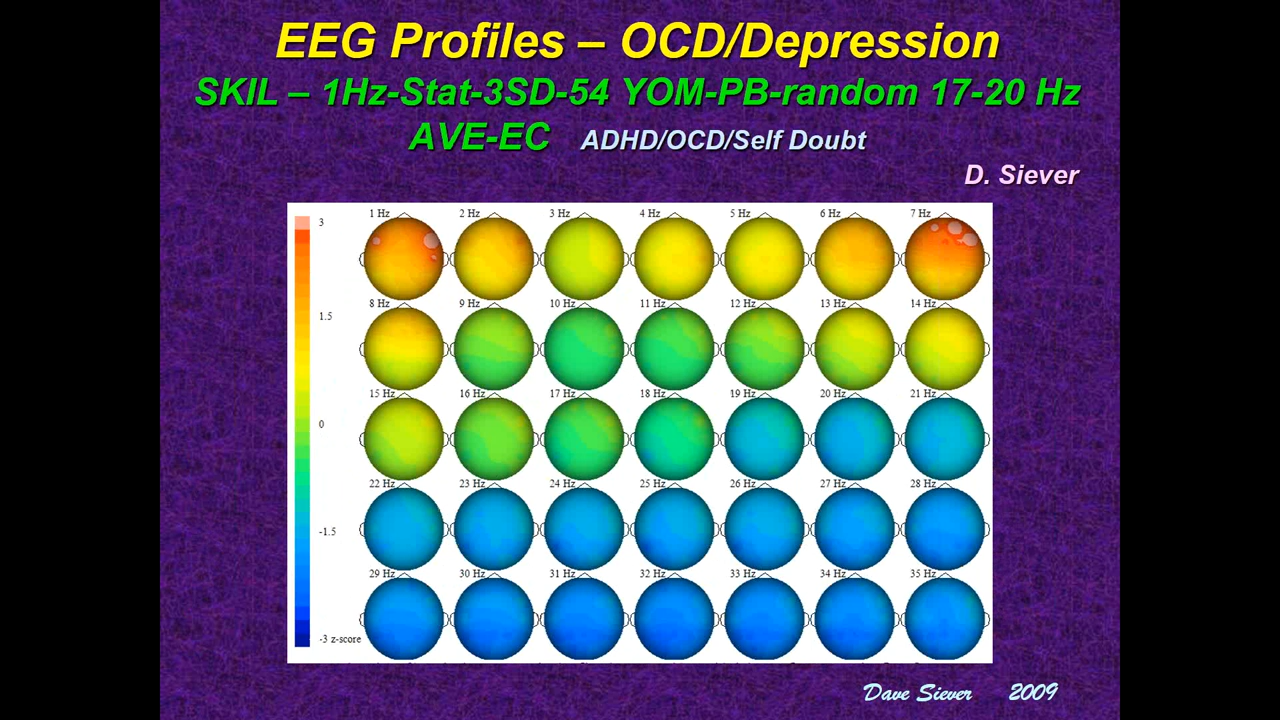 EEG Profiles – OCD/Depression
SKIL – 1Hz-Stat-3SD-54 YOM-PB-random 17-20 Hz
AVE-EC ADHD/OCD/Self Doubt
D. Siever
3
1 Hz 2 Hz 3 Hz 4 Hz 5 Hz 6 Hz 7 Hz
8 Hz 9 Hz 10 Hz 11 Hz 12 Hz 13 Hz 14 Hz
1.5
15 Hz 16 Hz 17 Hz 18 Hz 19 Hz 20 Hz 21 Hz
0
22 Hz 23 Hz 24 Hz 25 Hz 26 Hz 27 Hz 28 Hz
-1.5
29 Hz 30 Hz 31 Hz 32 Hz 33 Hz 34 Hz 35 Hz
-3 z-score
Dave Siever 2009